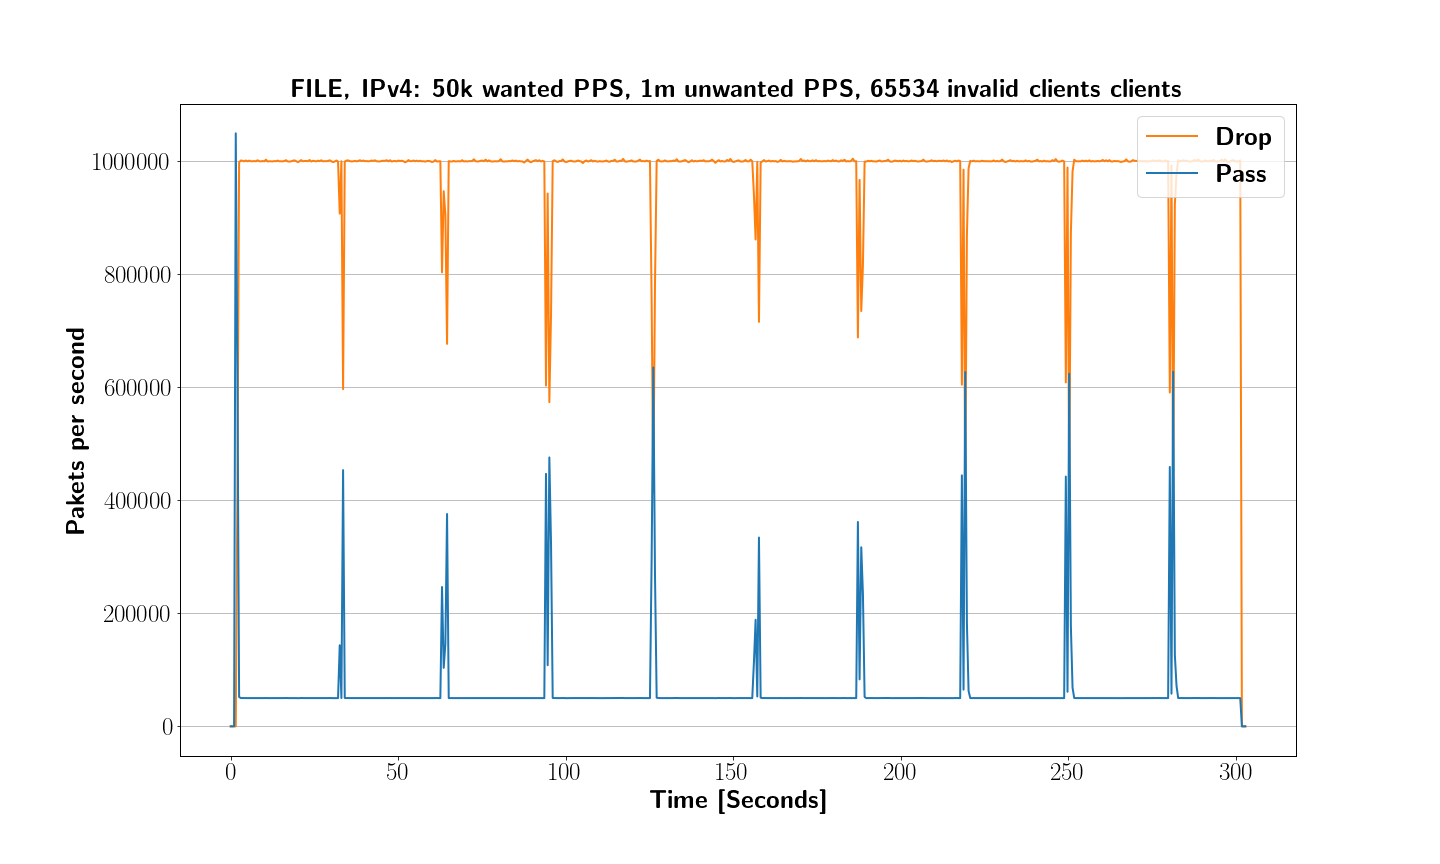 FILE, IPv4: 50k wanted PPS, 1m unwanted PPS, 65534 invalid clients clients
Drop
Pass
1000000
800000
600000
400000
200000
0
Pakets per second
0 50 100 150 200 250 300
Time [Seconds]